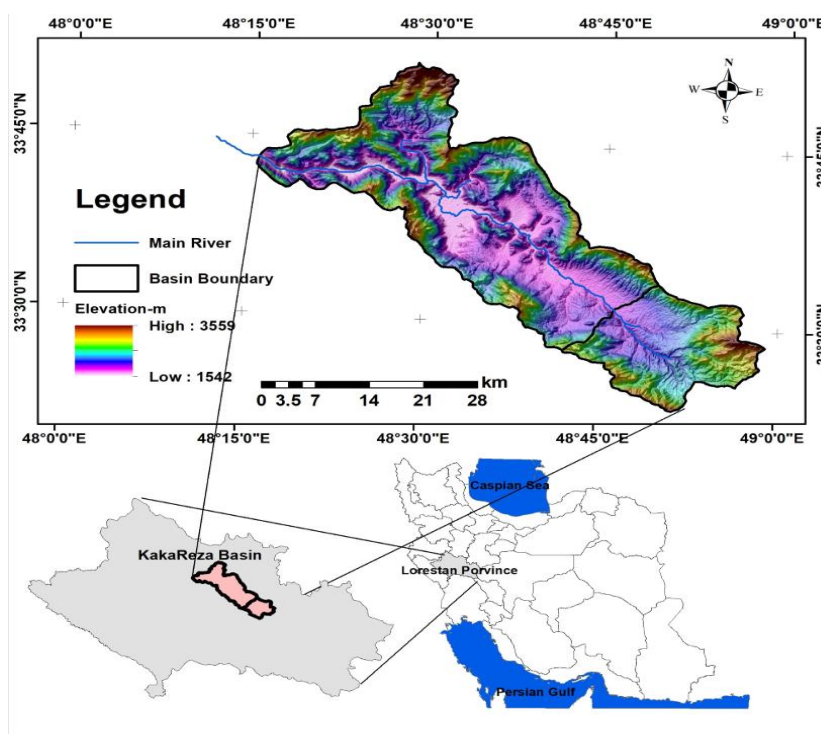 48°0'0"E 48°15'0"E 48°30'0"E 48°45'0"E 49°0'0"E
N
W E
S
33°45'0"N
Legend
Main River
Basin Boundary
33°30'0"N
Elevation-m
High : 3559
Low : 1542
km
0 3.5 7 14 21 28
48°0'0"E 48°15'0"E 48°30'0"E 48°45'0"E 49°0'0"E
Caspian Sea
KakaReza Basin
Lorestan Porvince
Persian Gulf